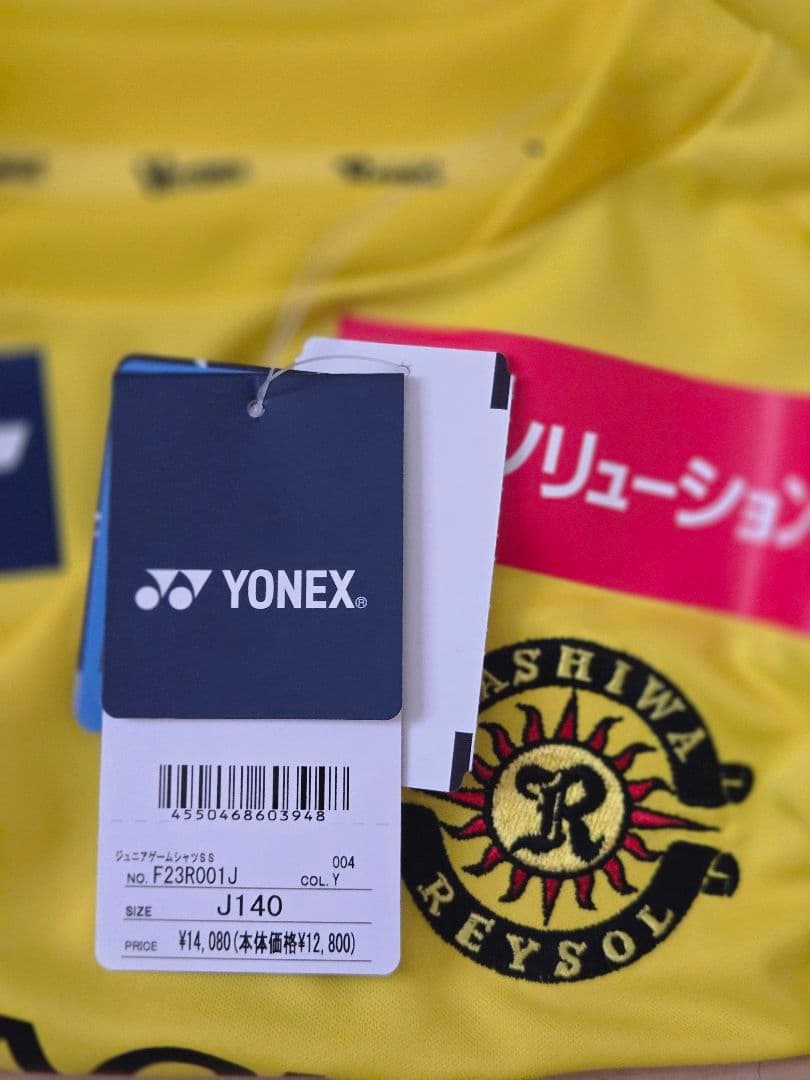 YONEX®
ソリューション
ASHIWA
R
REYSOL
4550468603948
ジュニアゲームシャツSS
004
NO. F23R001J COL. Y
SIZE J140
PRICE ¥14,080(本体価格¥12,800)